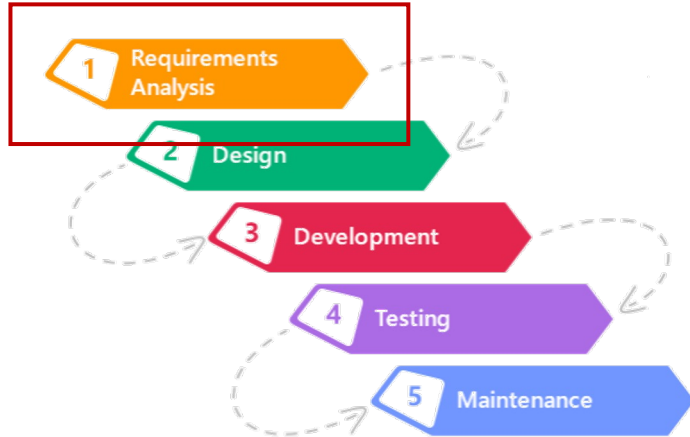 1
Requirements
Analysis
2
Design
3
Development
4
Testing
5
Maintenance